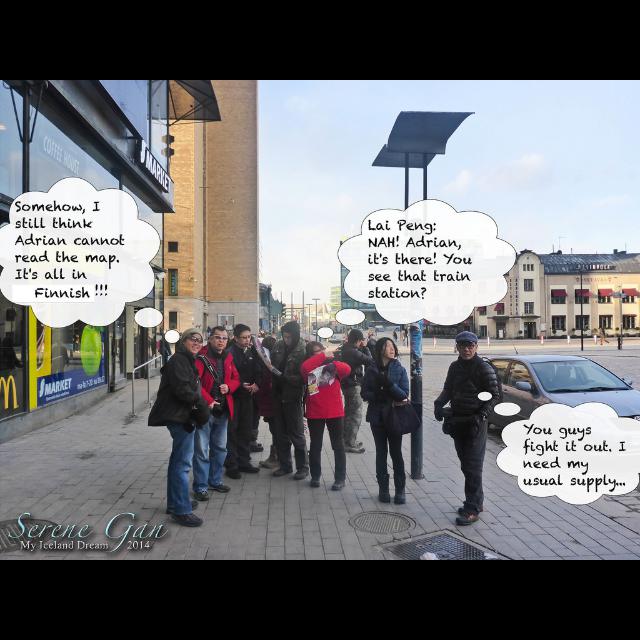 COFFEE HOUSE
MARKET
Somehow, I
still think
Adrian cannot
read the map.
It's all in
Finnish!!!
Lai Peng:
NAH! Adrian,
it's there! You
see that train
station?
S MARKET
You guys
fight it out. I
need my
usual supply...
Serene Gan
My Iceland Dream 2014